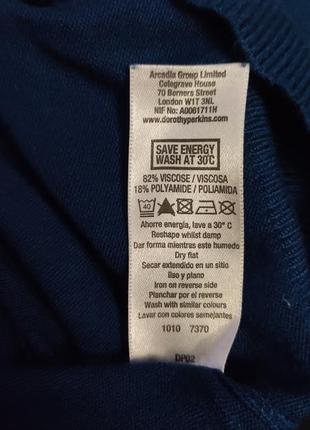 Arcadia Group Limited
Colegrave House
70 Berners Street
London W1T 3NL
NIF No: A0061711H
www.dorothyperkins.com
SAVE ENERGY
WASH AT 30°C
82% VISCOSE / VISCOSA
18% POLYAMIDE / POLIAMIDA
40
Ahorre energia, lave a 30° C
Reshape whilst damp
Dar forma mientras este humedo
Dry flat
Secar extendido en un sitio
liso y plano
Iron on reverse side
Planchar por el reverso
Wash with similar colours
Lavar con colores semejantes
1010 7370
DP02